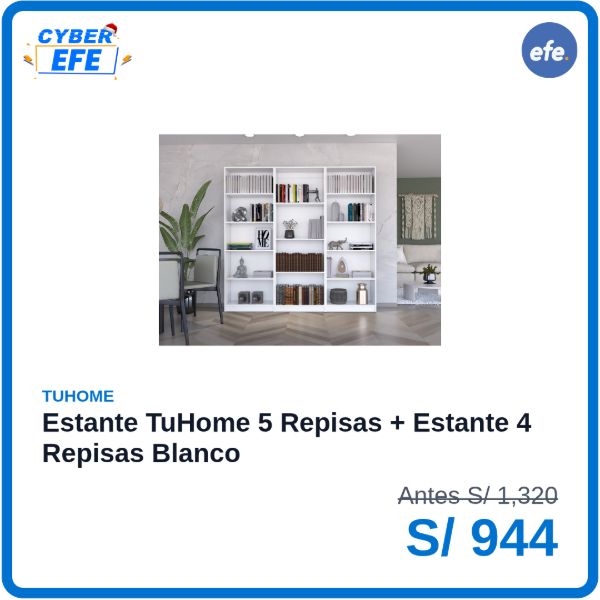 CYBER
EFE
efe.
TUHOME
Estante TuHome 5 Repisas + Estante 4
Repisas Blanco
Antes S/ 1,320
S/ 944